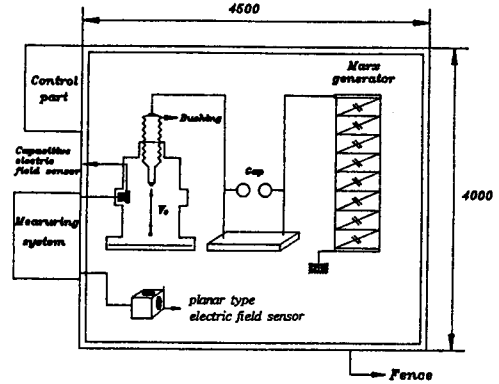 4500
Control
part
Marx
generator
Bushing
Capacitive
electric
field sensor
Gap
4000
Measuring
system
V₀
planar type
electric field sensor
Fence